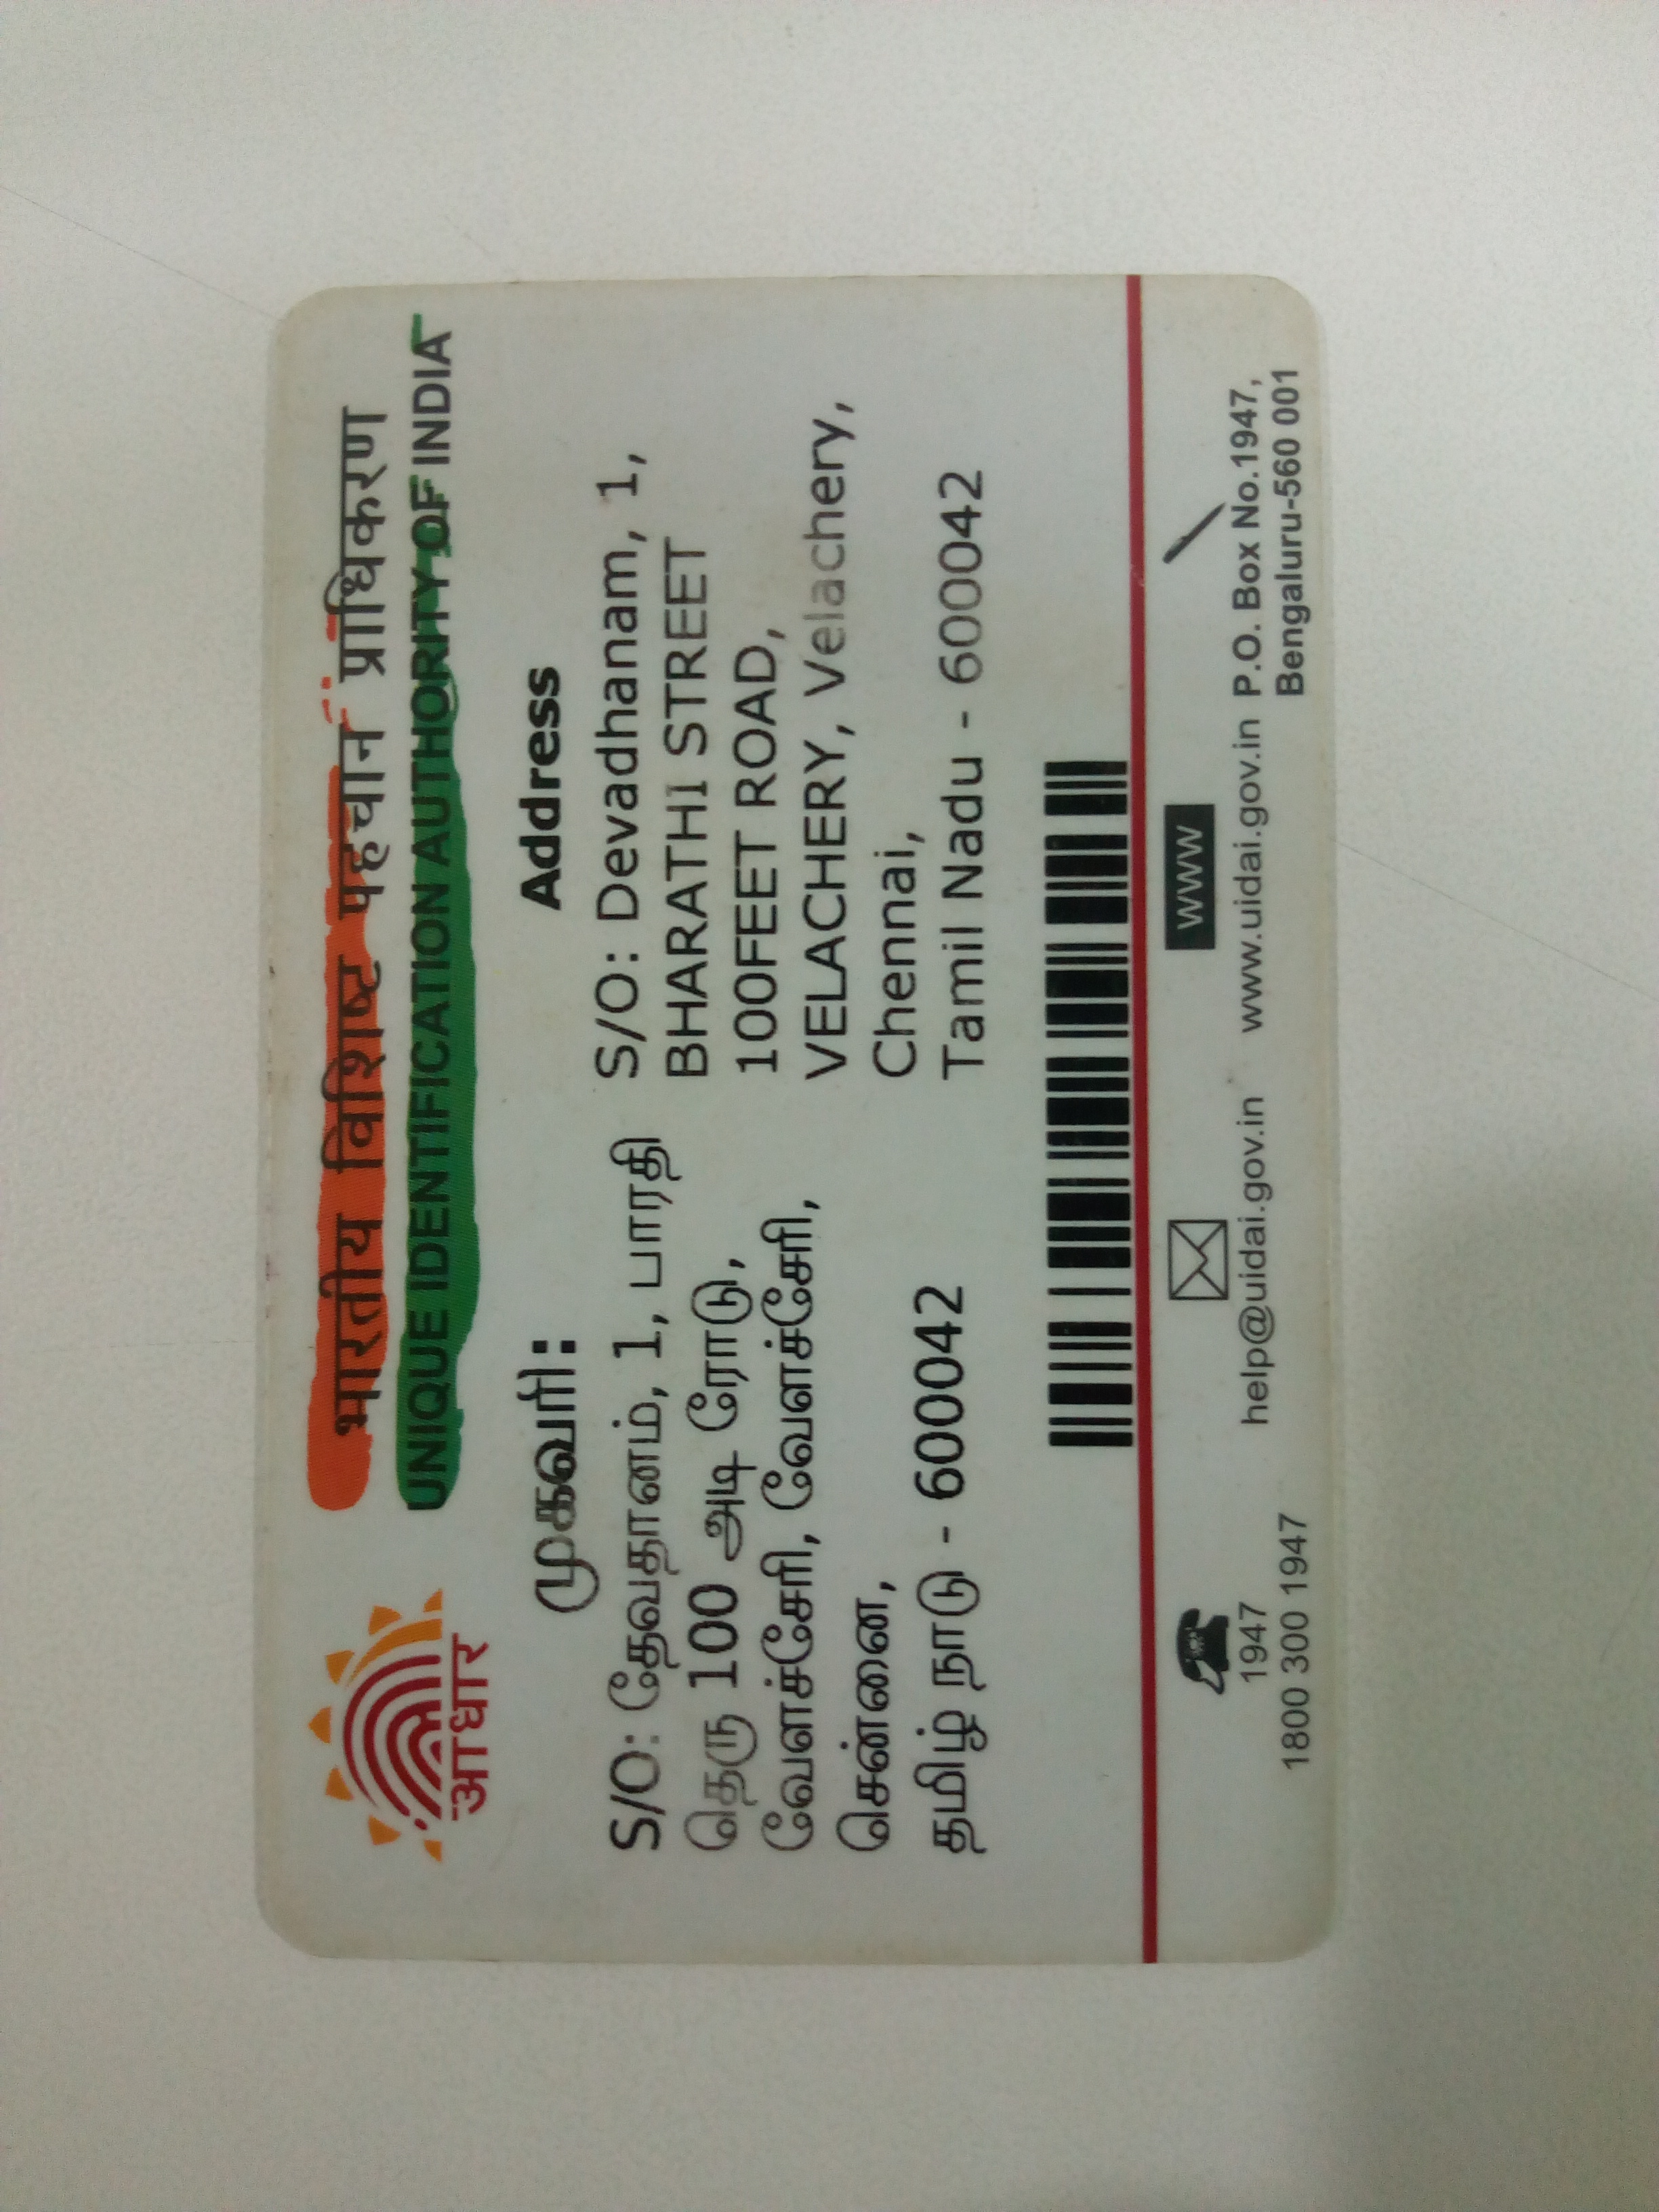 भारतीय विशिष्ट पहचान प्राधिकरण
UNIQUE IDENTIFICATION AUTHORITY OF INDIA
आधार
முகவரி:
S/O: தேவதானம், 1, பாரதி
தெரு 100 அடி ரோடு,
வேளச்சேரி, வேளச்சேரி,
சென்னை,
தமிழ் நாடு - 600042
Address
S/O: Devadhanam, 1,
BHARATHI STREET
100FEET ROAD,
VELACHERY, Velachery,
Chennai,
Tamil Nadu - 600042
1947
1800 300 1947
help@uidai.gov.in
WWW
www.uidai.gov.in
P.O. Box No.1947,
Bengaluru-560 001